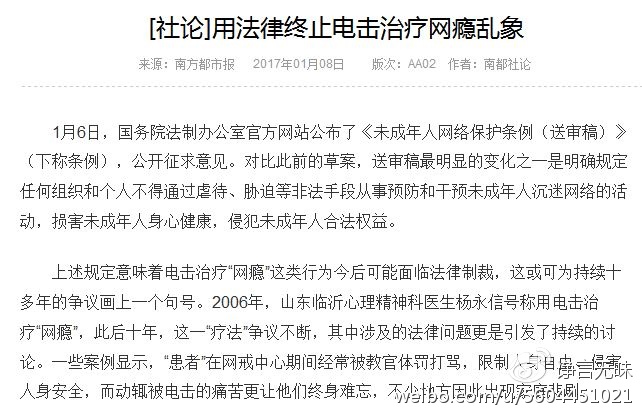 [社论]用法律终止电击治疗网瘾乱象
来源：南方都市报 2017年01月08日 版次：AA02 作者：南都社论
1月6日，国务院法制办公室官方网站公布了《未成年人网络保护条例（送审稿）》
（下称条例），公开征求意见。对比此前的草案，送审稿最明显的变化之一是明确规定
任何组织和个人不得通过虐待、胁迫等非法手段从事预防和干预未成年人沉迷网络的活
动，损害未成年人身心健康，侵犯未成年人合法权益。
上述规定意味着电击治疗“网瘾”这类行为今后可能面临法律制裁，这或可为持续十
多年的争议画上一个句号。2006年，山东临沂心理精神科医生杨永信号称用电击治
疗“网瘾”，此后十年，这一“疗法”争议不断，其中涉及的法律问题更是引发了持续的讨
论。一些案例显示，“患者”在网戒中心期间经常被教官体罚打骂，限制人身自由、侵害
人身安全，而动辄被电击的痛苦更让他们终身难忘，不少地方因此出现家庭悲剧。
weibo.com/u/5604451021